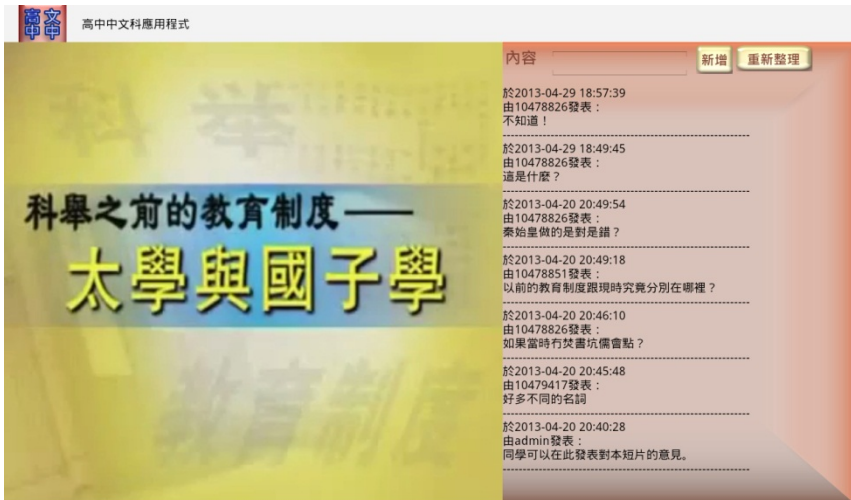 高文
中中
高中中文科應用程式
科舉之前的教育制度——
太學與國子學
科舉
教育制度
內容
新增
重新整理
於2013-04-29 18:57:39
由10478826發表：
不知道！
於2013-04-29 18:49:45
由10478826發表：
這是什麼？
於2013-04-20 20:49:54
由10478826發表：
秦始皇做的是對是錯？
於2013-04-20 20:49:18
由10478851發表：
以前的教育制度跟現時究竟分別在哪裡？
於2013-04-20 20:46:10
由10478826發表：
如果當時冇焚書坑儒會點？
於2013-04-20 20:45:48
由10479417發表：
好多不同的名詞
於2013-04-20 20:40:28
由admin發表：
同學可以在此發表對本短片的意見。